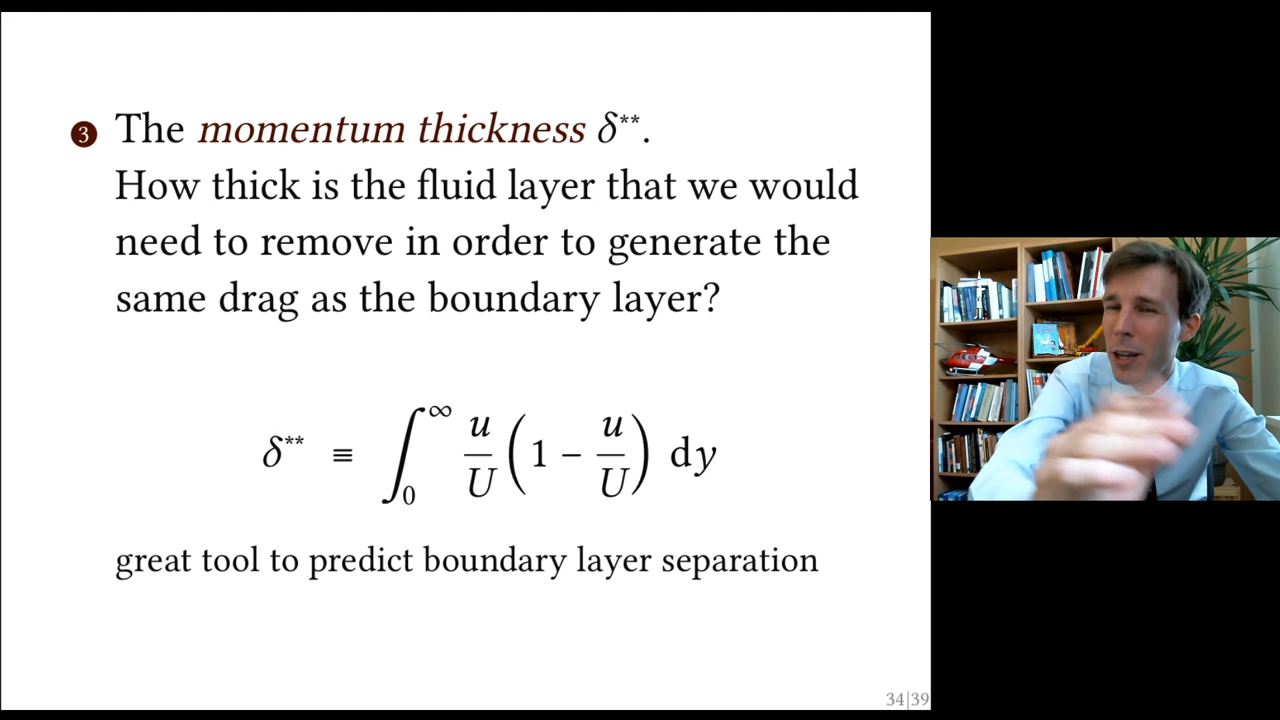 3 The momentum thickness δ**.
How thick is the fluid layer that we would
need to remove in order to generate the
same drag as the boundary layer?
δ** ≡ ∫₀^∞ u/U (1 − u/U) dy
great tool to predict boundary layer separation
34|39